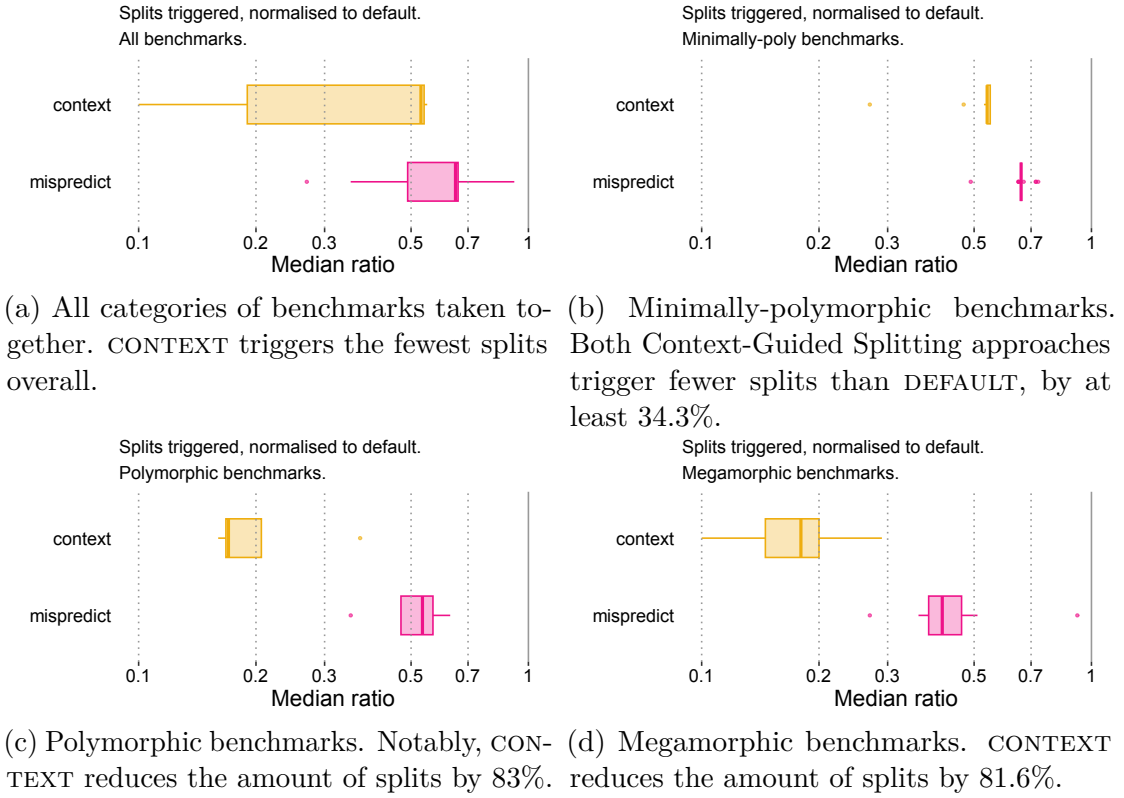 Splits triggered, normalised to default.
All benchmarks.
context
mispredict
0.1 0.2 0.3 0.5 0.7 1
Median ratio
(a) All categories of benchmarks taken to-
gether. CONTEXT triggers the fewest splits
overall.
Splits triggered, normalised to default.
Minimally-poly benchmarks.
context
mispredict
0.1 0.2 0.3 0.5 0.7 1
Median ratio
(b) Minimally-polymorphic benchmarks.
Both Context-Guided Splitting approaches
trigger fewer splits than DEFAULT, by at
least 34.3%.
Splits triggered, normalised to default.
Polymorphic benchmarks.
context
mispredict
0.1 0.2 0.3 0.5 0.7 1
Median ratio
(c) Polymorphic benchmarks. Notably, CON-
TEXT reduces the amount of splits by 83%.
Splits triggered, normalised to default.
Megamorphic benchmarks.
context
mispredict
0.1 0.2 0.3 0.5 0.7 1
Median ratio
(d) Megamorphic benchmarks. CONTEXT
reduces the amount of splits by 81.6%.